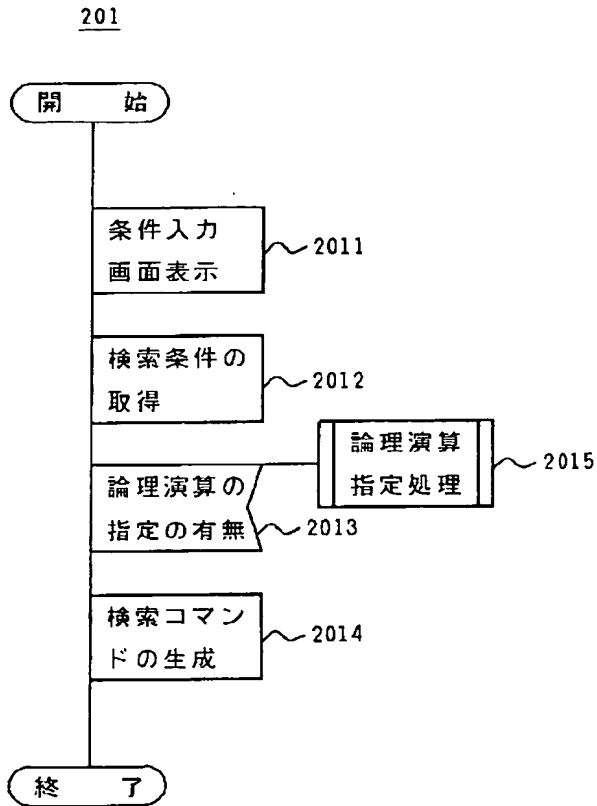 201
開 始
条件入力
画面表示
2011
検索条件の
取得
2012
論理演算
指定処理
2015
論理演算の
指定の有無
2013
検索コマン
ドの生成
2014
終 了